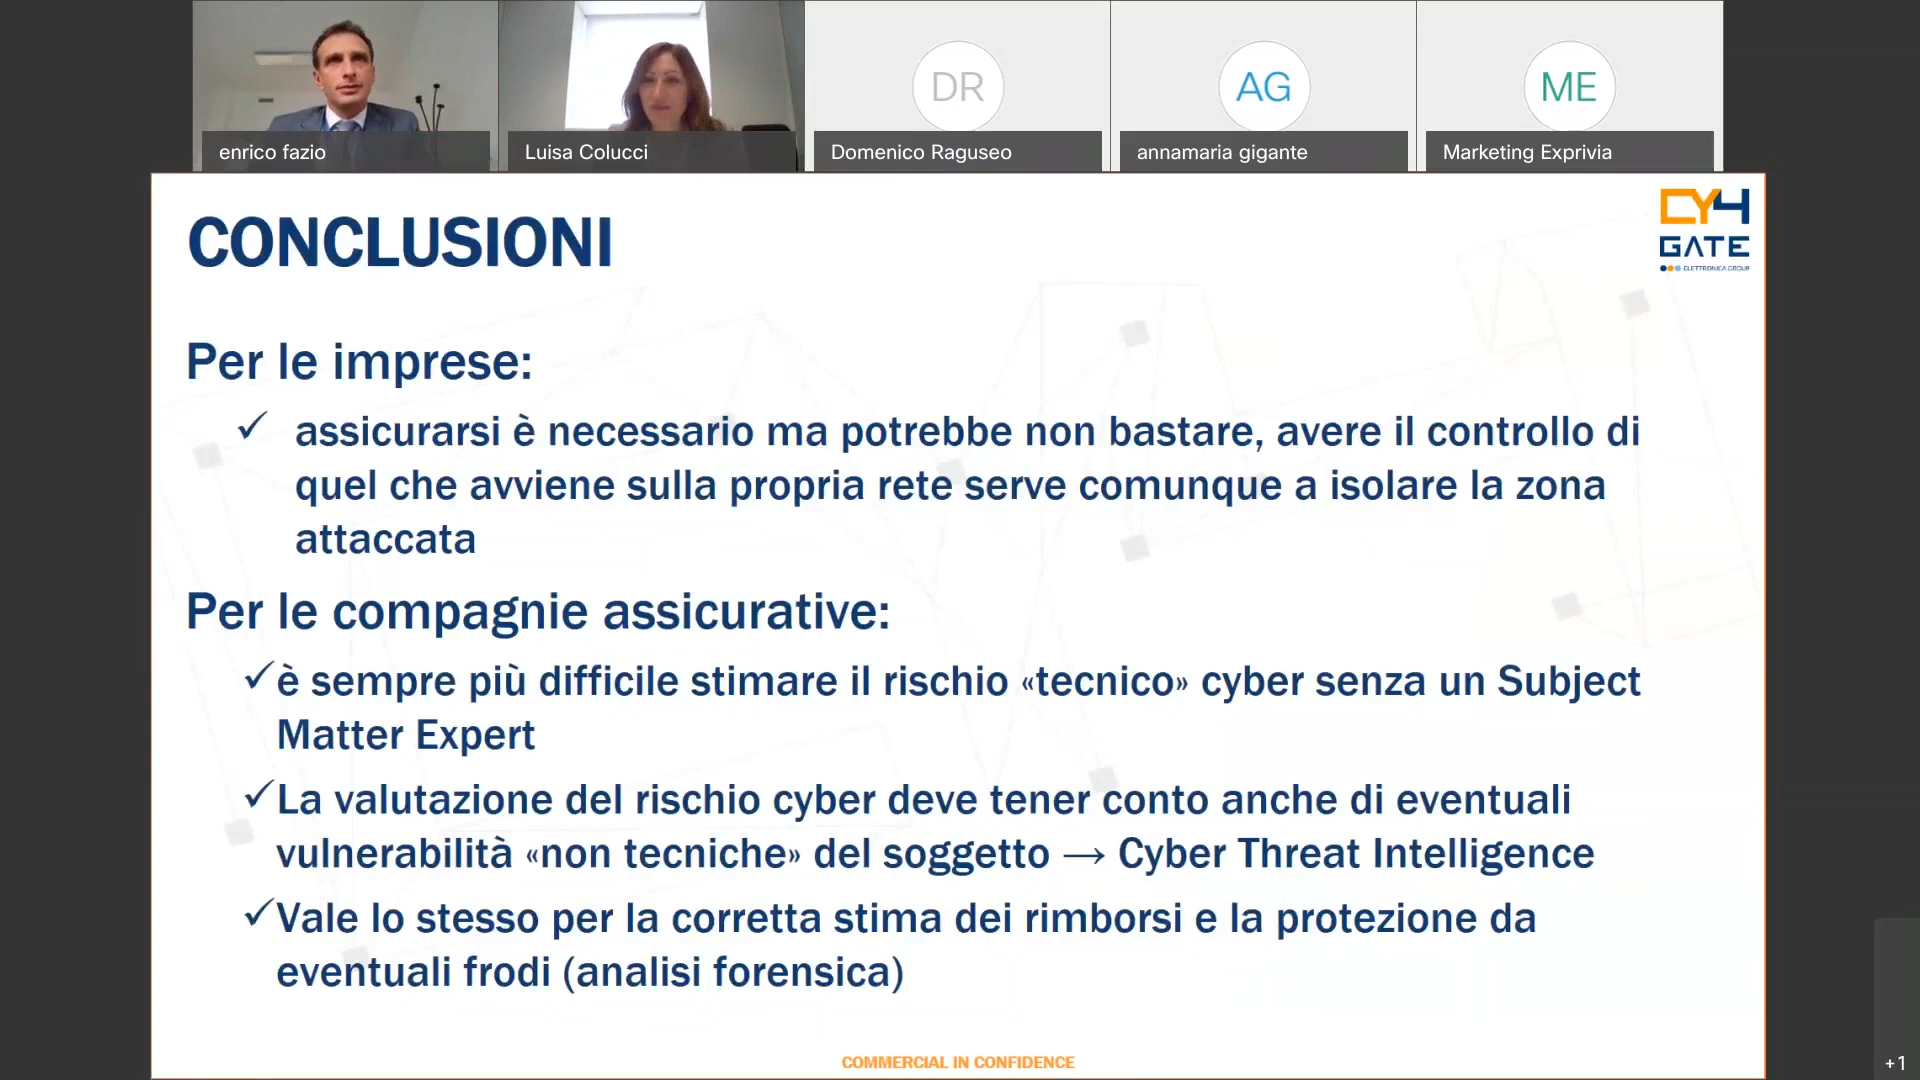 DR
AG
ME
enrico fazio
Luisa Colucci
Domenico Raguseo
annamaria gigante
Marketing Exprivia
CONCLUSIONI
CY4
GATE
ELETTRONICA GROUP
Per le imprese:
✓ assicurarsi è necessario ma potrebbe non bastare, avere il controllo di
quel che avviene sulla propria rete serve comunque a isolare la zona
attaccata
Per le compagnie assicurative:
✓è sempre più difficile stimare il rischio «tecnico» cyber senza un Subject
Matter Expert
✓La valutazione del rischio cyber deve tener conto anche di eventuali
vulnerabilità «non tecniche» del soggetto → Cyber Threat Intelligence
✓Vale lo stesso per la corretta stima dei rimborsi e la protezione da
eventuali frodi (analisi forensica)
COMMERCIAL IN CONFIDENCE
+1